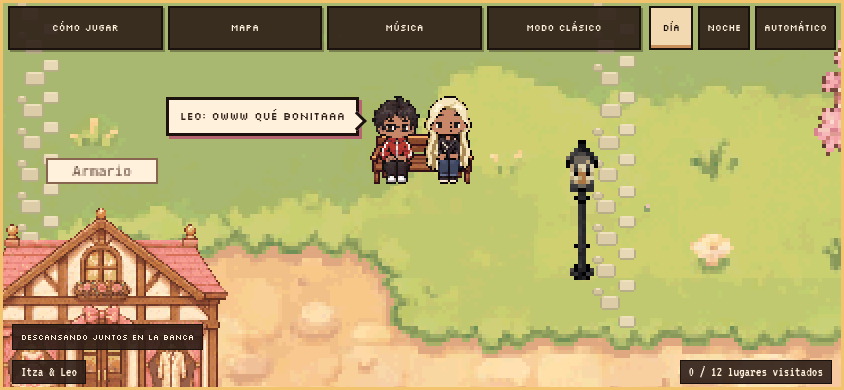 CÓMO JUGAR
MAPA
MÚSICA
MODO CLÁSICO
DÍA
NOCHE
AUTOMÁTICO
LEO: OWWW QUÉ BONITAAA
Armario
DESCANSANDO JUNTOS EN LA BANCA
Itza & Leo
0 / 12 lugares visitados